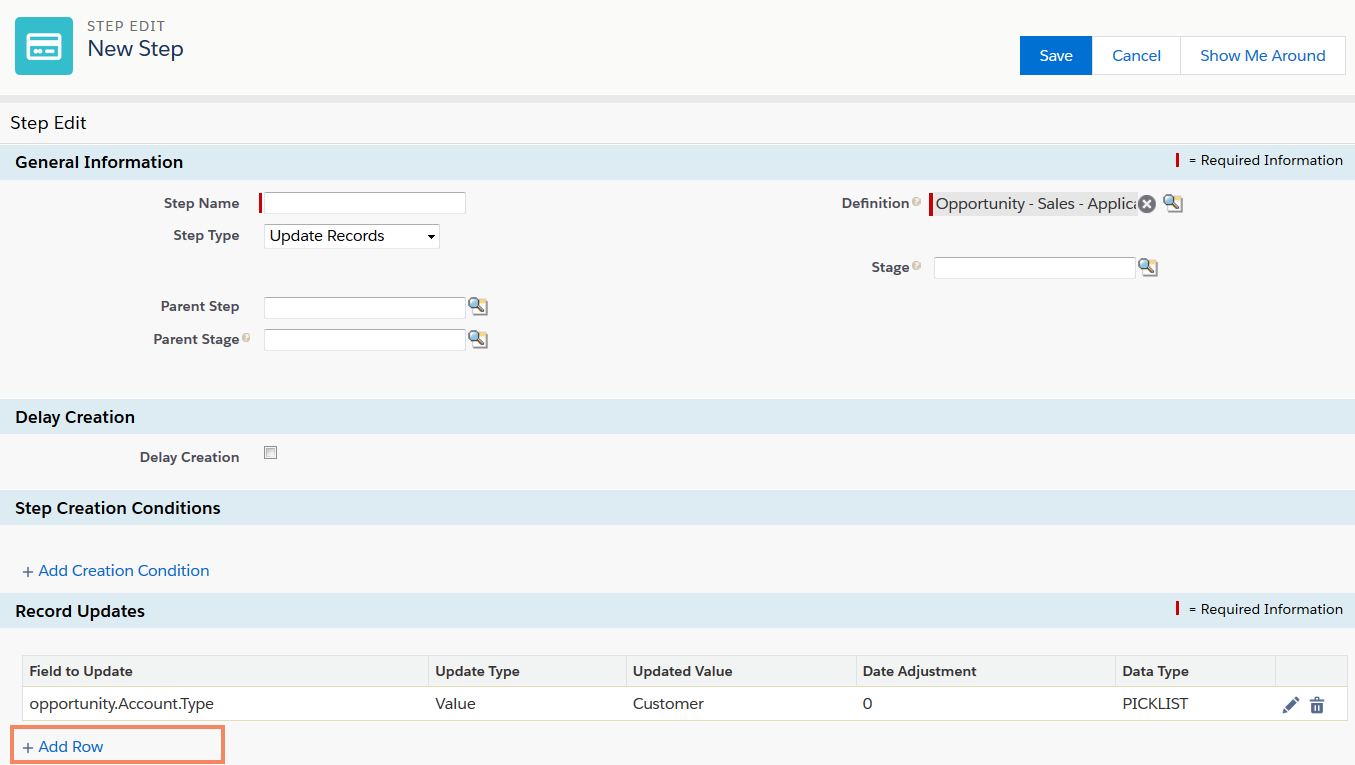 STEP EDIT
New Step
Save Cancel Show Me Around
Step Edit
General Information = Required Information
Step Name Definition Opportunity - Sales - Applica
Step Type Update Records
Stage
Parent Step
Parent Stage
Delay Creation
Delay Creation
Step Creation Conditions
+ Add Creation Condition
Record Updates = Required Information
Field to Update Update Type Updated Value Date Adjustment Data Type
opportunity.Account.Type Value Customer 0 PICKLIST
+ Add Row